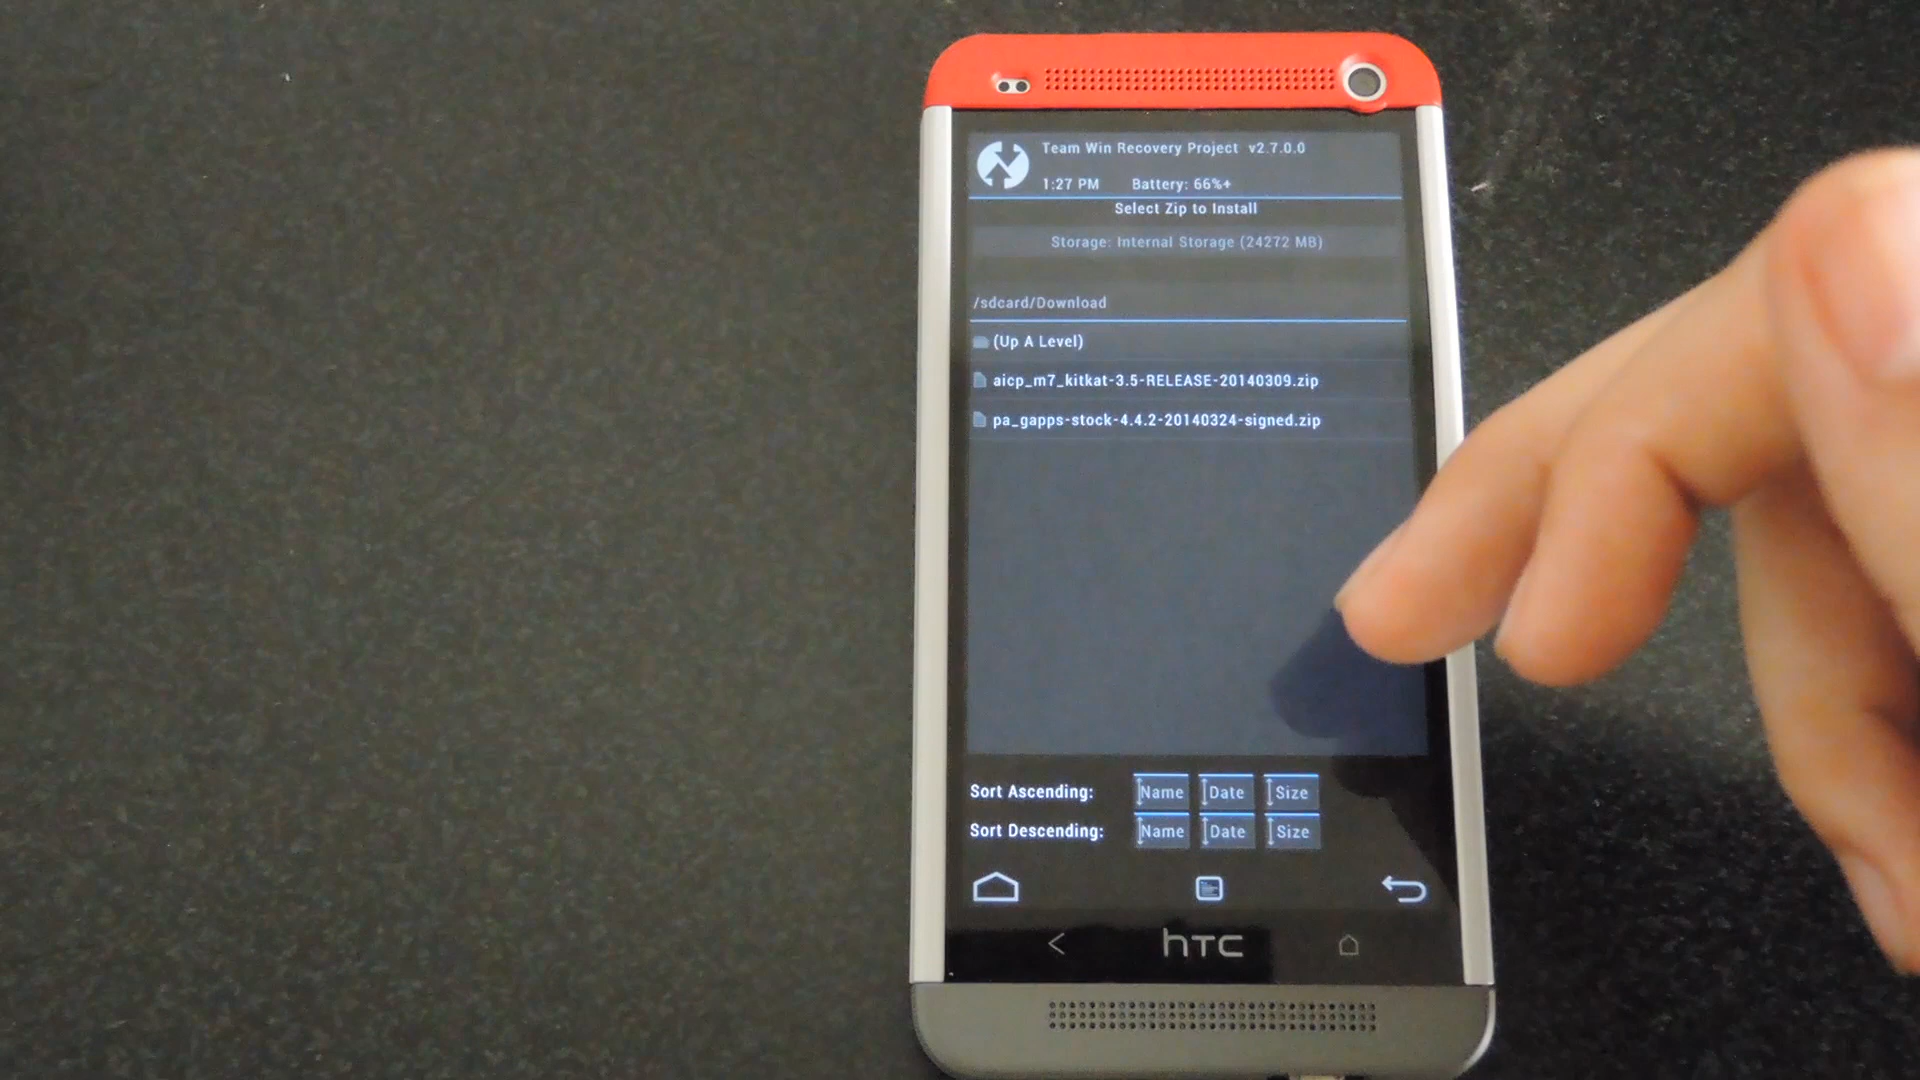 Team Win Recovery Project v2.7.0.0
1:27 PM Battery: 66%+
Select Zip to Install
Storage: Internal Storage (24272 MB)
/sdcard/Download
(Up A Level)
aicp_m7_kitkat-3.5-RELEASE-20140309.zip
pa_gapps-stock-4.4.2-20140324-signed.zip
Sort Ascending: Name Date Size
Sort Descending: Name Date Size
hTC